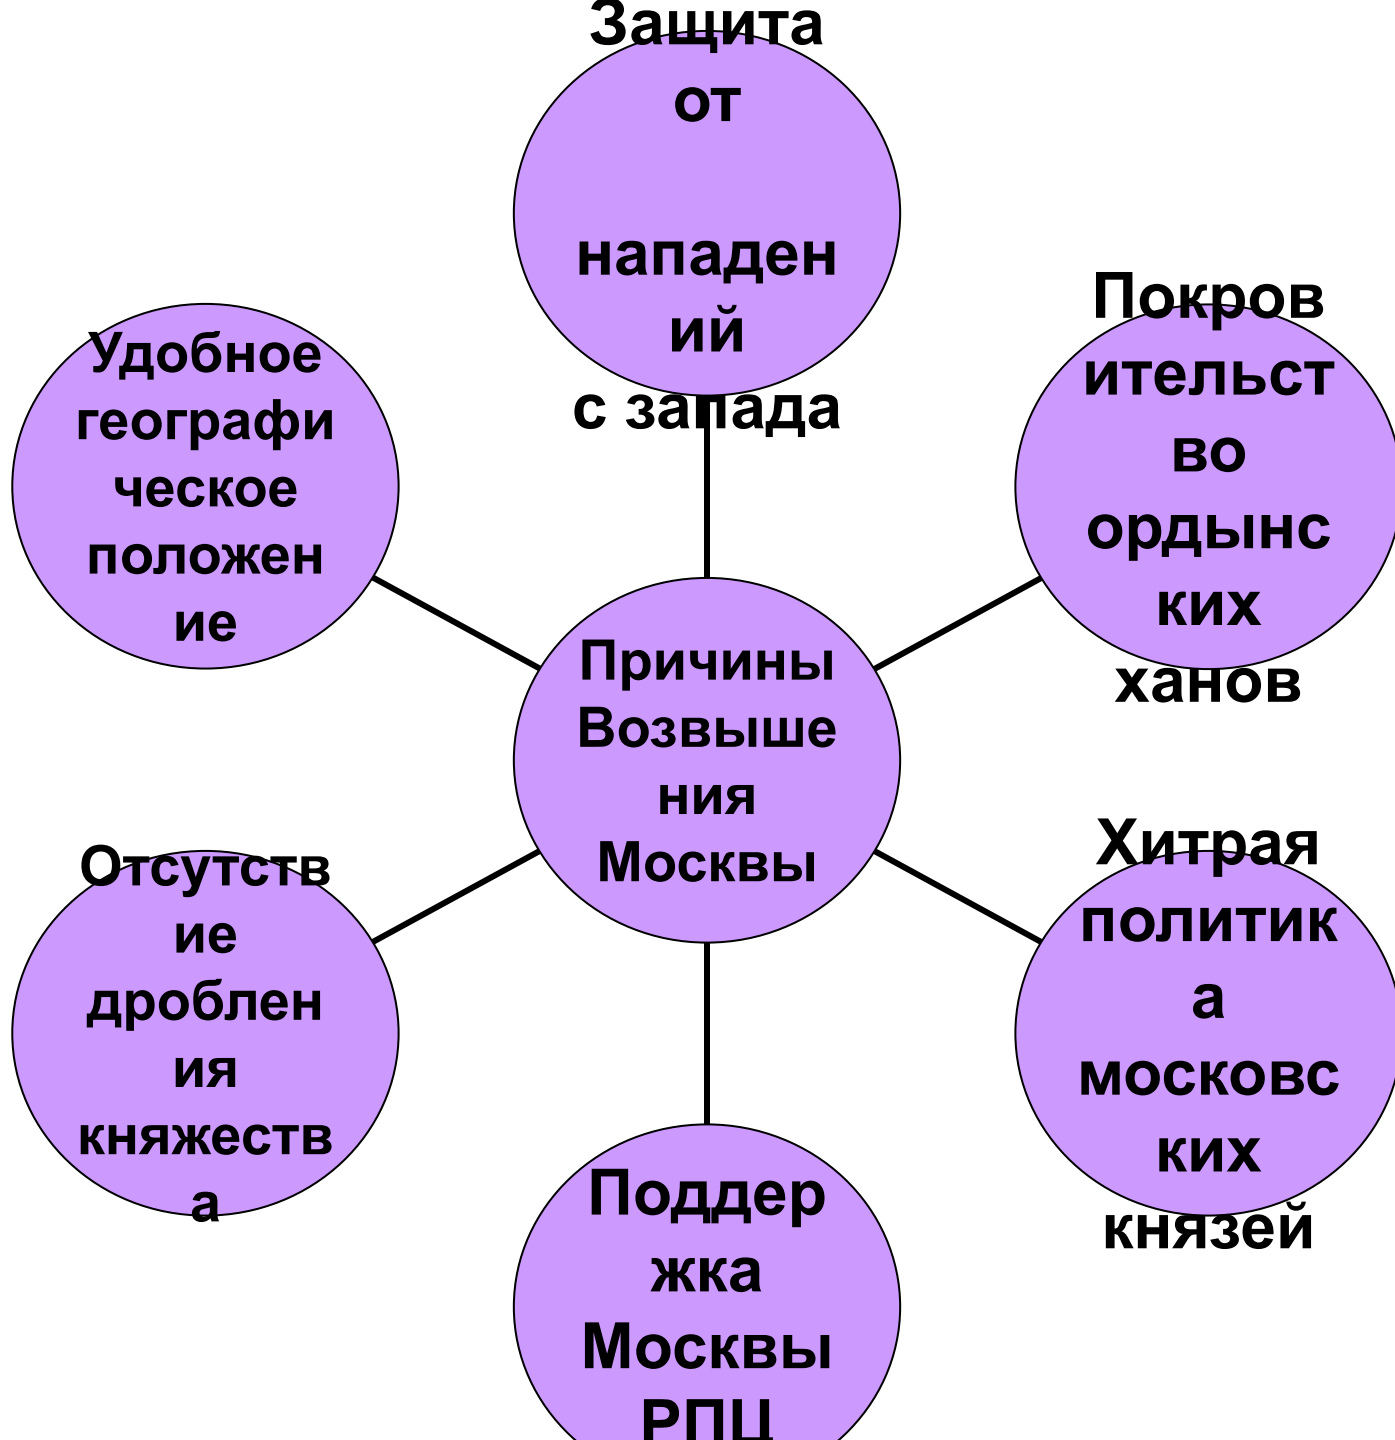 Защита
от
нападен
ий
с запада
Покров
ительст
во
ордынс
ких
ханов
Удобное
географи
ческое
положен
ие
Причины
Возвыше
ния
Москвы
Отсутств
ие
дроблен
ия
княжеств
а
Хитрая
политик
а
московс
ких
князей
Поддер
жка
Москвы
РПЦ